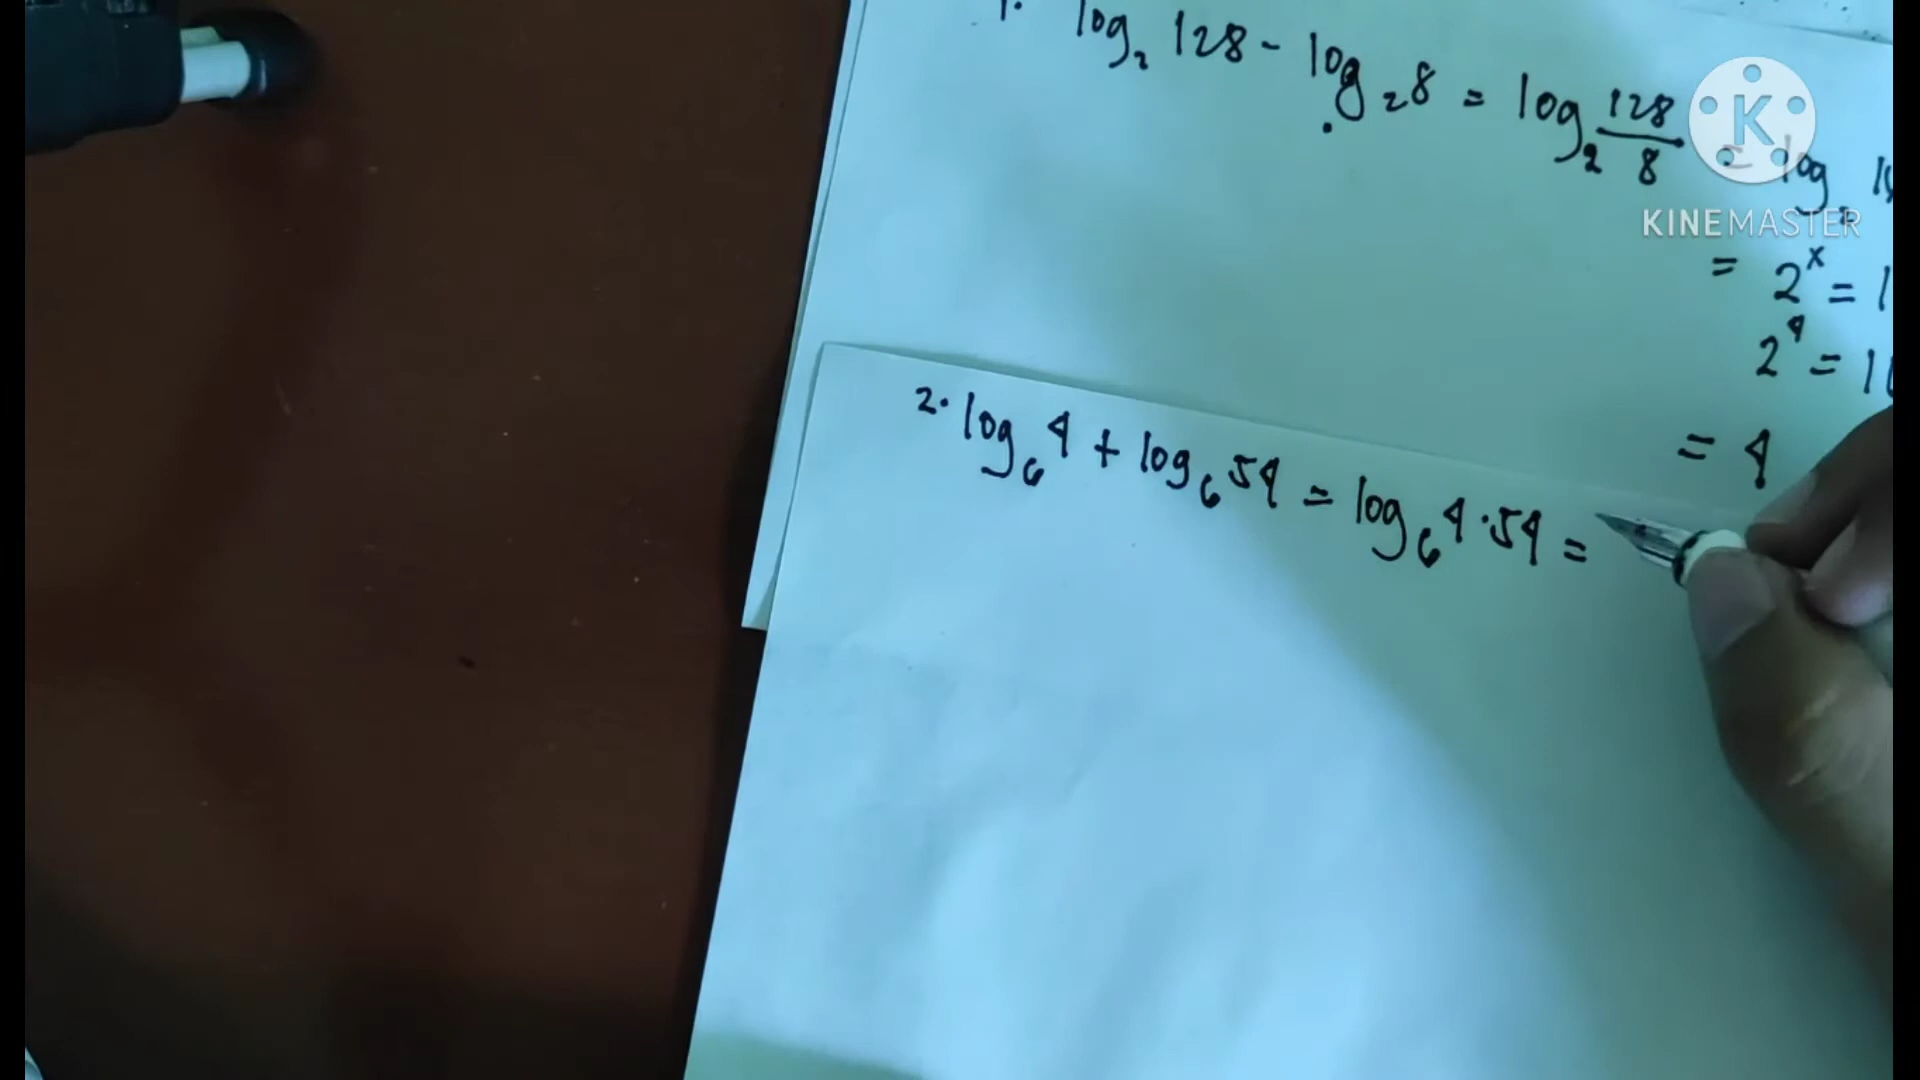 1. log₂ 128 - log₂ 8 = log₂ 128/8 = log₂
= 2ˣ =
2⁴ =
= 4
2. log₆ 4 + log₆ 54 = log₆ 4·54 =
K
KINEMASTER